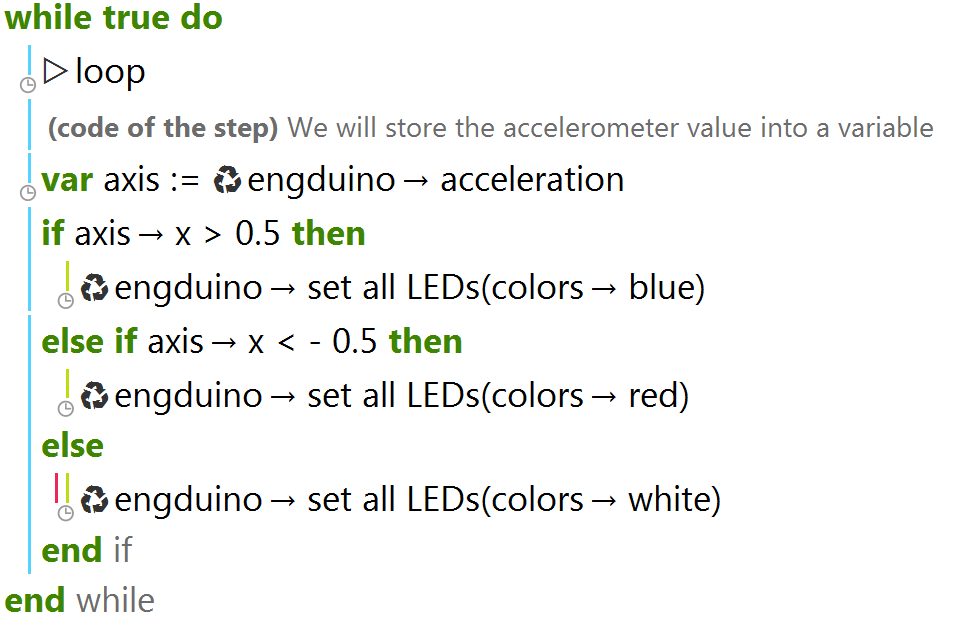 while true do
▷ loop
(code of the step) We will store the accelerometer value into a variable
var axis := ♻ engduino → acceleration
if axis → x > 0.5 then
♻ engduino → set all LEDs(colors → blue)
else if axis → x < - 0.5 then
♻ engduino → set all LEDs(colors → red)
else
♻ engduino → set all LEDs(colors → white)
end if
end while